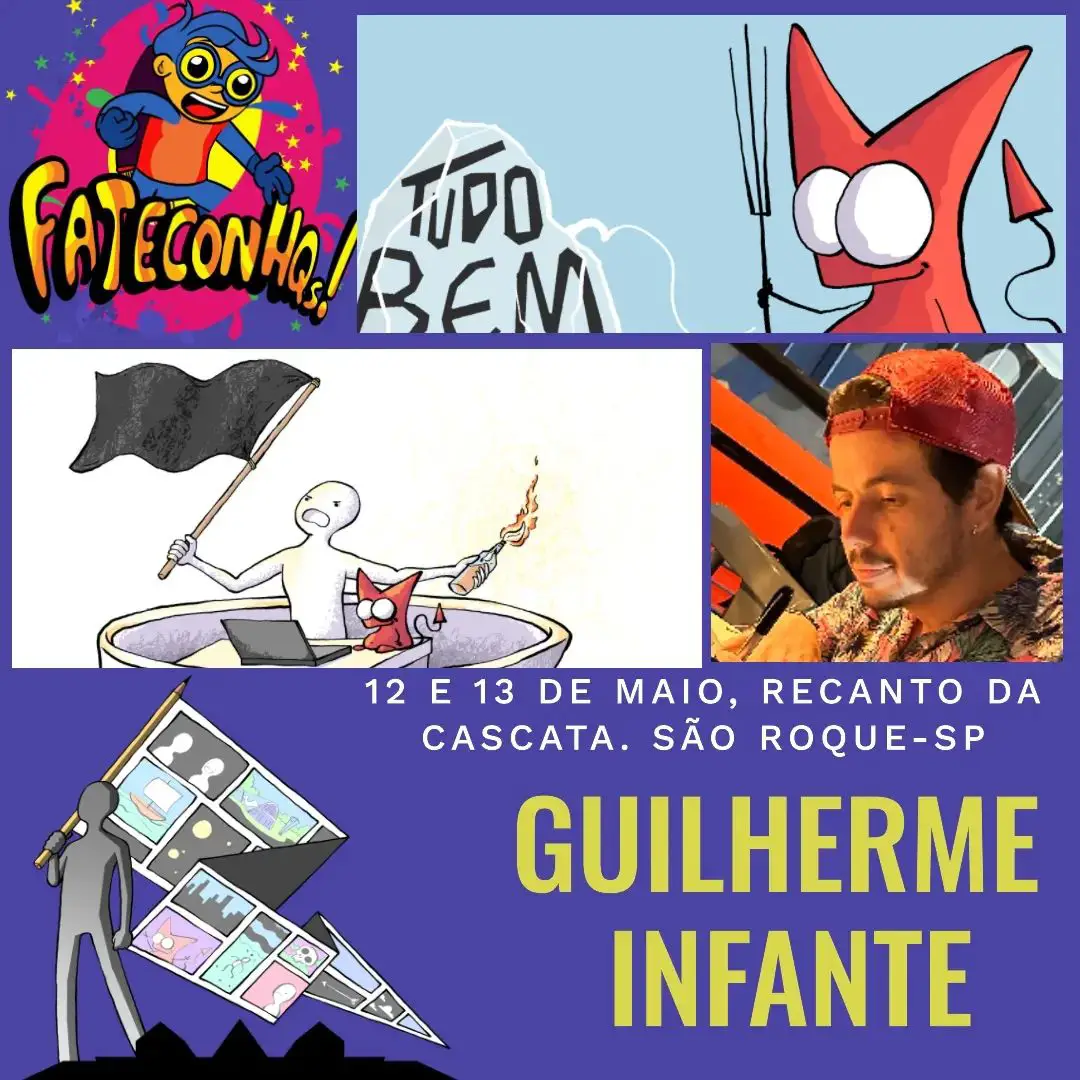 FATECONHQs!
TUDO
BEM
12 E 13 DE MAIO, RECANTO DA
CASCATA. SÃO ROQUE-SP
GUILHERME
INFANTE